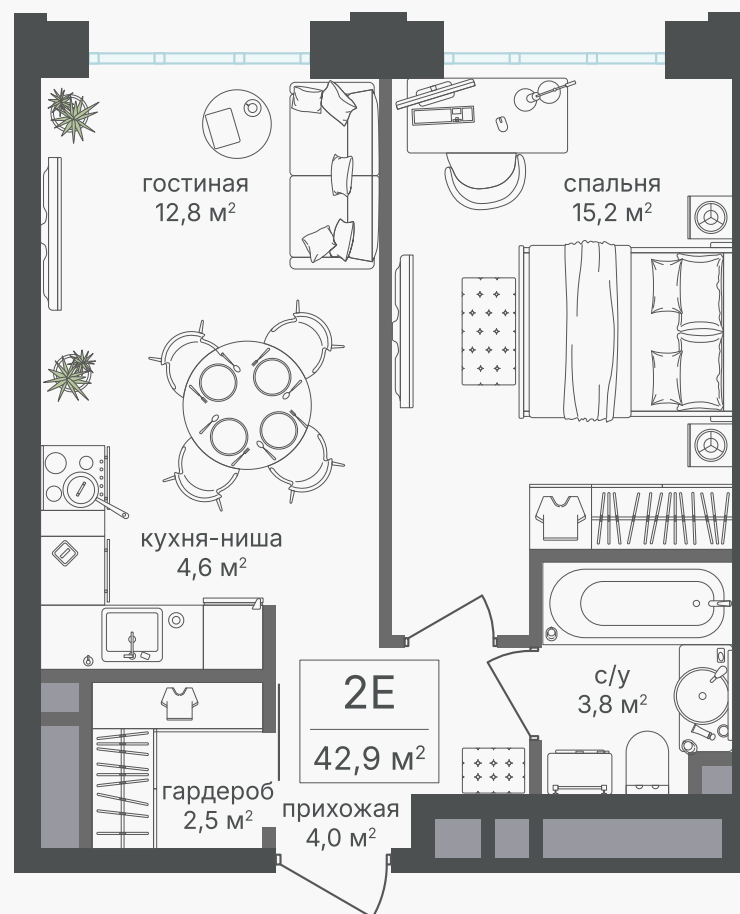 гостиная
12,8 м²
спальня
15,2 м²
кухня-ниша
4,6 м²
2Е
42,9 м²
с/у
3,8 м²
гардероб
2,5 м²
прихожая
4,0 м²